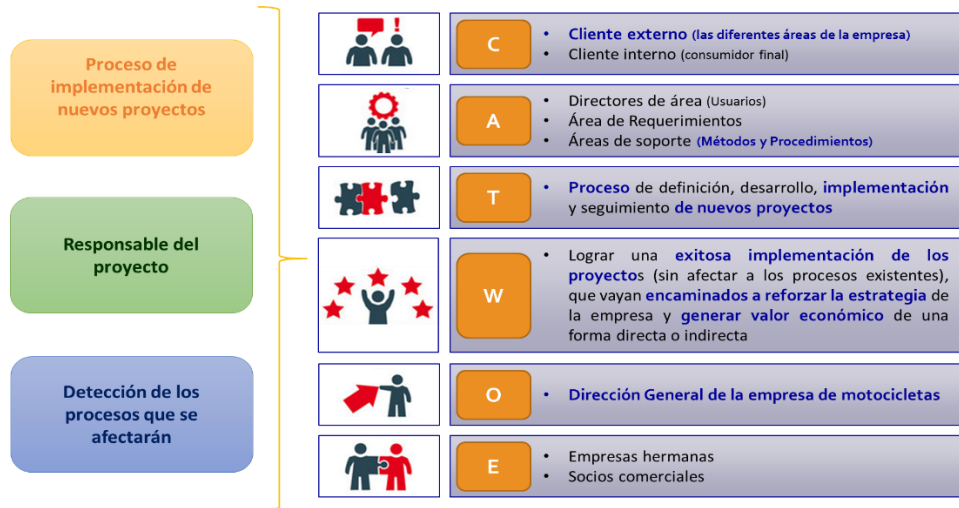 Proceso de
implementación de
nuevos proyectos
Responsable del
proyecto
Detección de los
procesos que se
afectarán
C
• Cliente externo (las diferentes áreas de la empresa)
• Cliente interno (consumidor final)
A
• Directores de área (Usuarios)
• Área de Requerimientos
• Áreas de soporte (Métodos y Procedimientos)
T
• Proceso de definición, desarrollo, implementación
y seguimiento de nuevos proyectos
W
• Lograr una exitosa implementación de los
proyectos (sin afectar a los procesos existentes),
que vayan encaminados a reforzar la estrategia de
la empresa y generar valor económico de una
forma directa o indirecta
O
• Dirección General de la empresa de motocicletas
E
• Empresas hermanas
• Socios comerciales